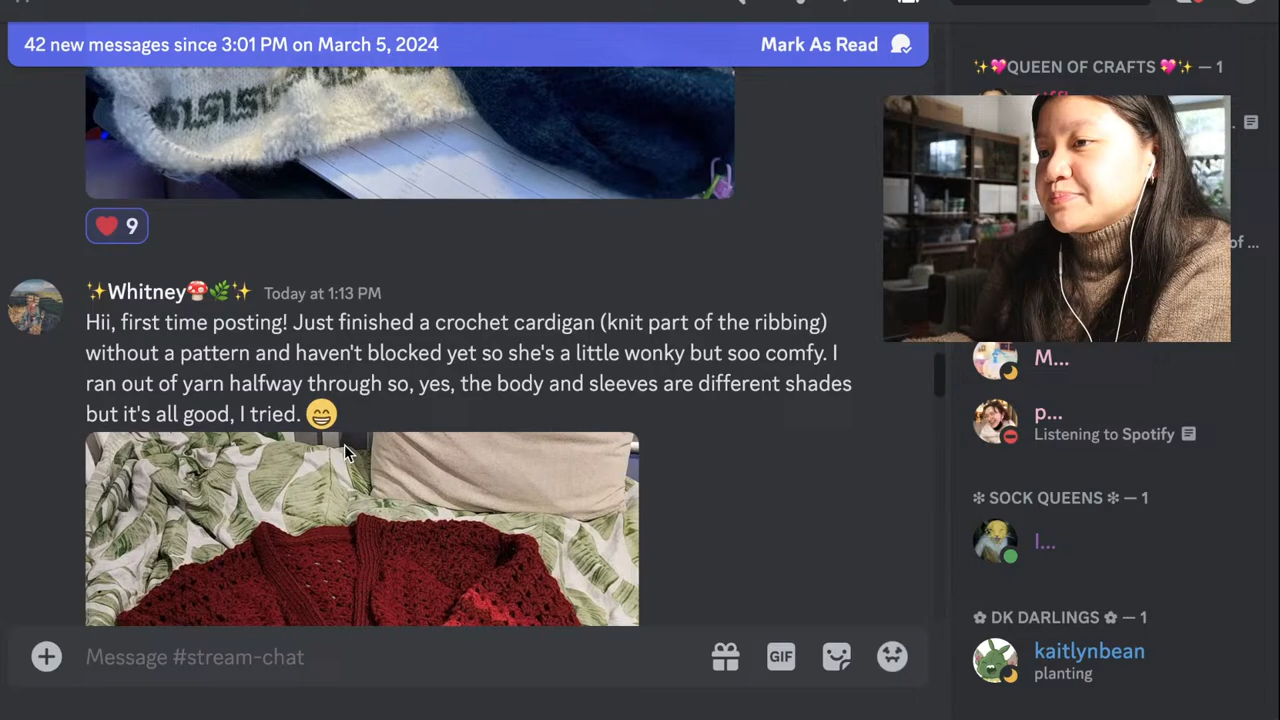 42 new messages since 3:01 PM on March 5, 2024 Mark As Read
✨💖QUEEN OF CRAFTS 💖✨ — 1
of ...
❤️ 9
✨Whitney🍄🌿✨ Today at 1:13 PM
Hii, first time posting! Just finished a crochet cardigan (knit part of the ribbing)
without a pattern and haven't blocked yet so she's a little wonky but soo comfy. I
ran out of yarn halfway through so, yes, the body and sleeves are different shades
but it's all good, I tried. 😁
M...
p...
Listening to Spotify
✻ SOCK QUEENS ✻ — 1
l...
✿ DK DARLINGS ✿ — 1
kaitlynbean
planting
Message #stream-chat
GIF